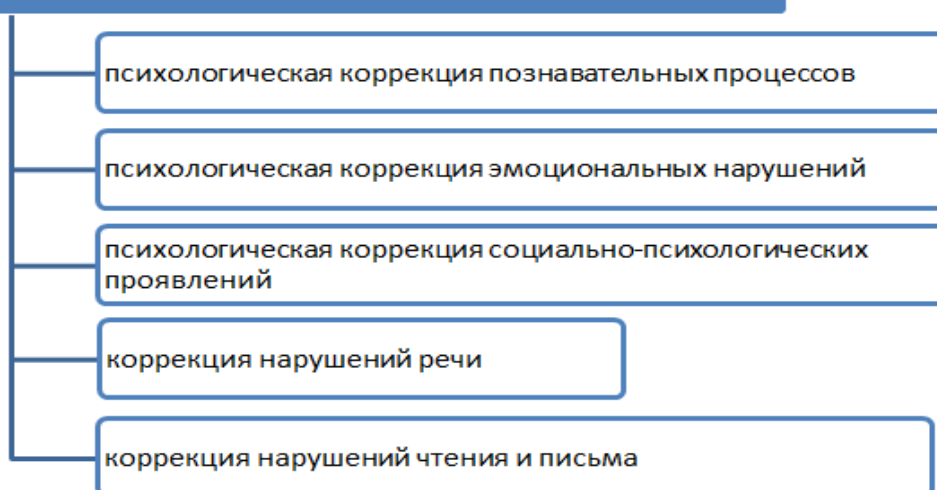 психологическая коррекция познавательных процессов
психологическая коррекция эмоциональных нарушений
психологическая коррекция социально-психологических
проявлений
коррекция нарушений речи
коррекция нарушений чтения и письма